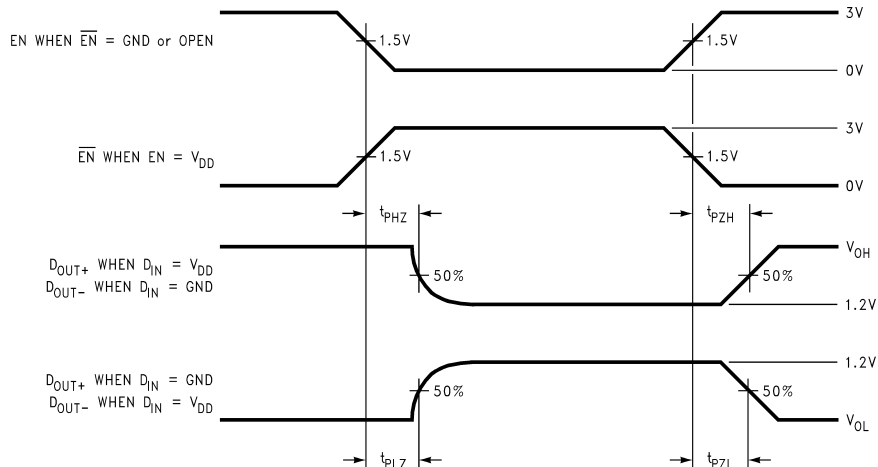 3V
EN WHEN EN = GND or OPEN
1.5V
1.5V
0V
3V
EN WHEN EN = VDD
1.5V
1.5V
0V
tPHZ
tPZH
VOH
DOUT+ WHEN DIN = VDD
DOUT− WHEN DIN = GND
50%
50%
1.2V
1.2V
DOUT+ WHEN DIN = GND
DOUT− WHEN DIN = VDD
50%
50%
VOL
tPLZ
tPZL